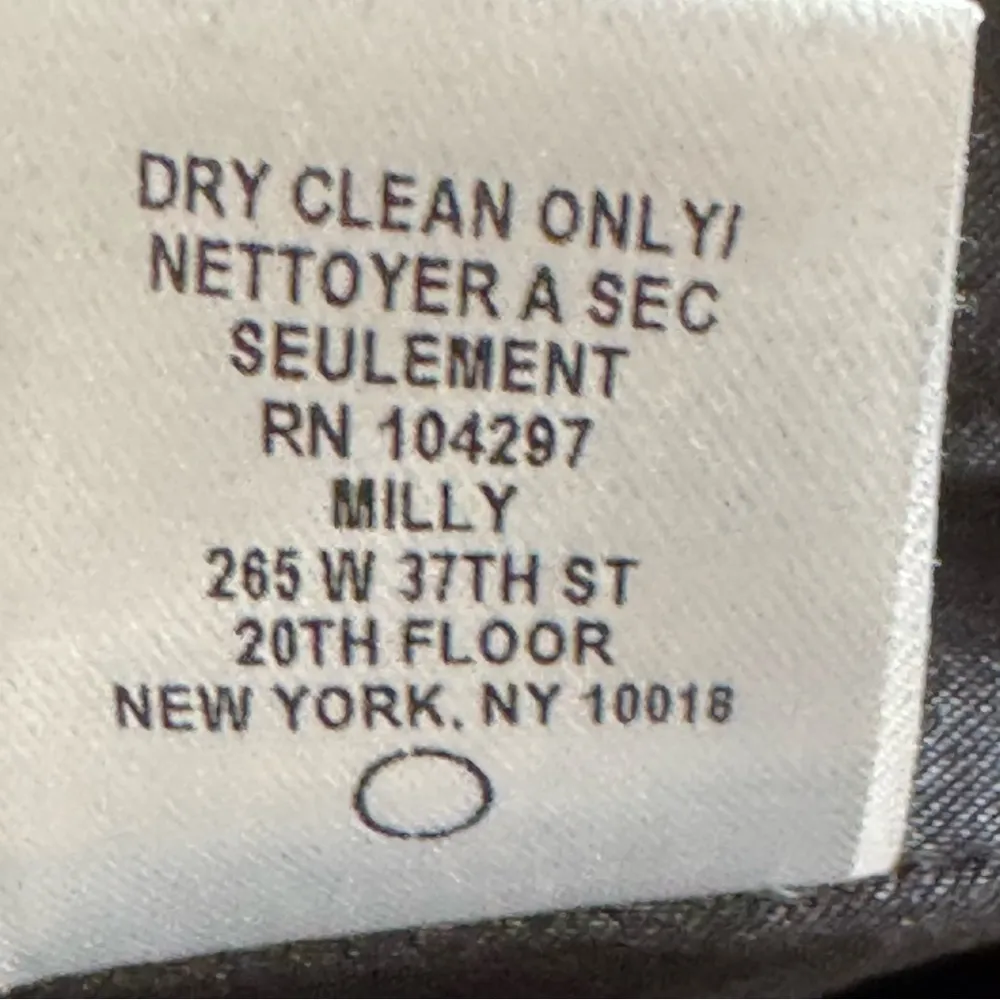 DRY CLEAN ONLY/
NETTOYER A SEC
SEULEMENT
RN 104297
MILLY
265 W 37TH ST
20TH FLOOR
NEW YORK, NY 10018